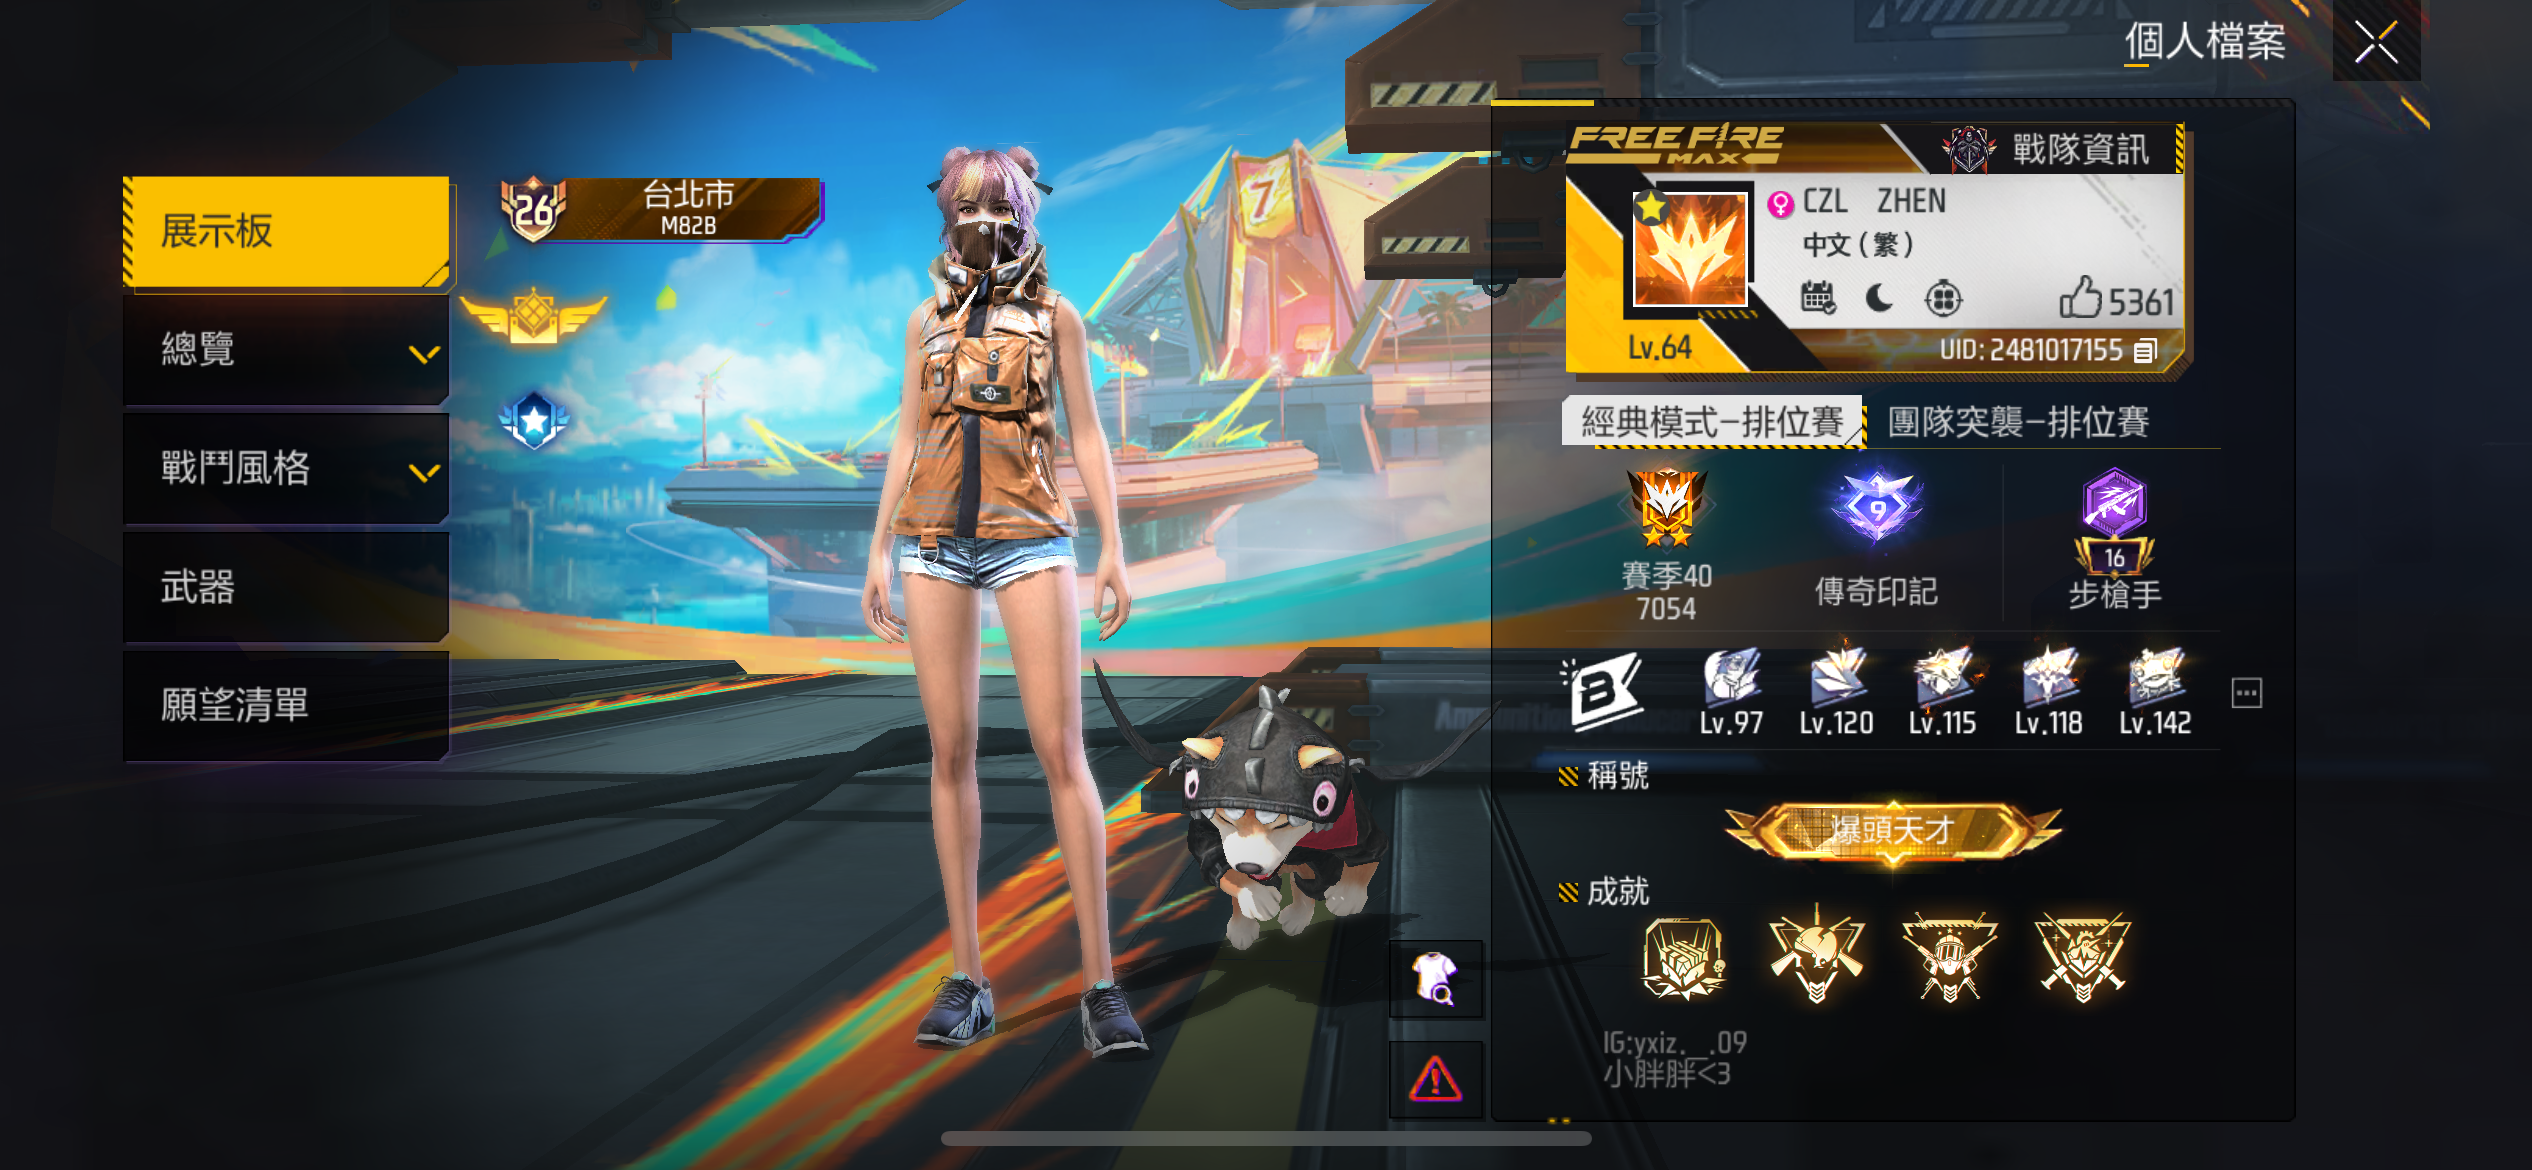 個人檔案
展示板
總覽
戰鬥風格
武器
願望清單
26
台北市
M82B
7
FREE FIRE
MAX
戰隊資訊
CZL ZHEN
中文(繁)
5361
Lv.64
UID: 2481017155
經典模式–排位賽
團隊突襲–排位賽
賽季40
7054
9
傳奇印記
16
步槍手
B
Lv.97
Lv.120
Lv.115
Lv.118
Lv.142
稱號
爆頭天才
成就
IG:yxiz.__.09
小胖胖<3